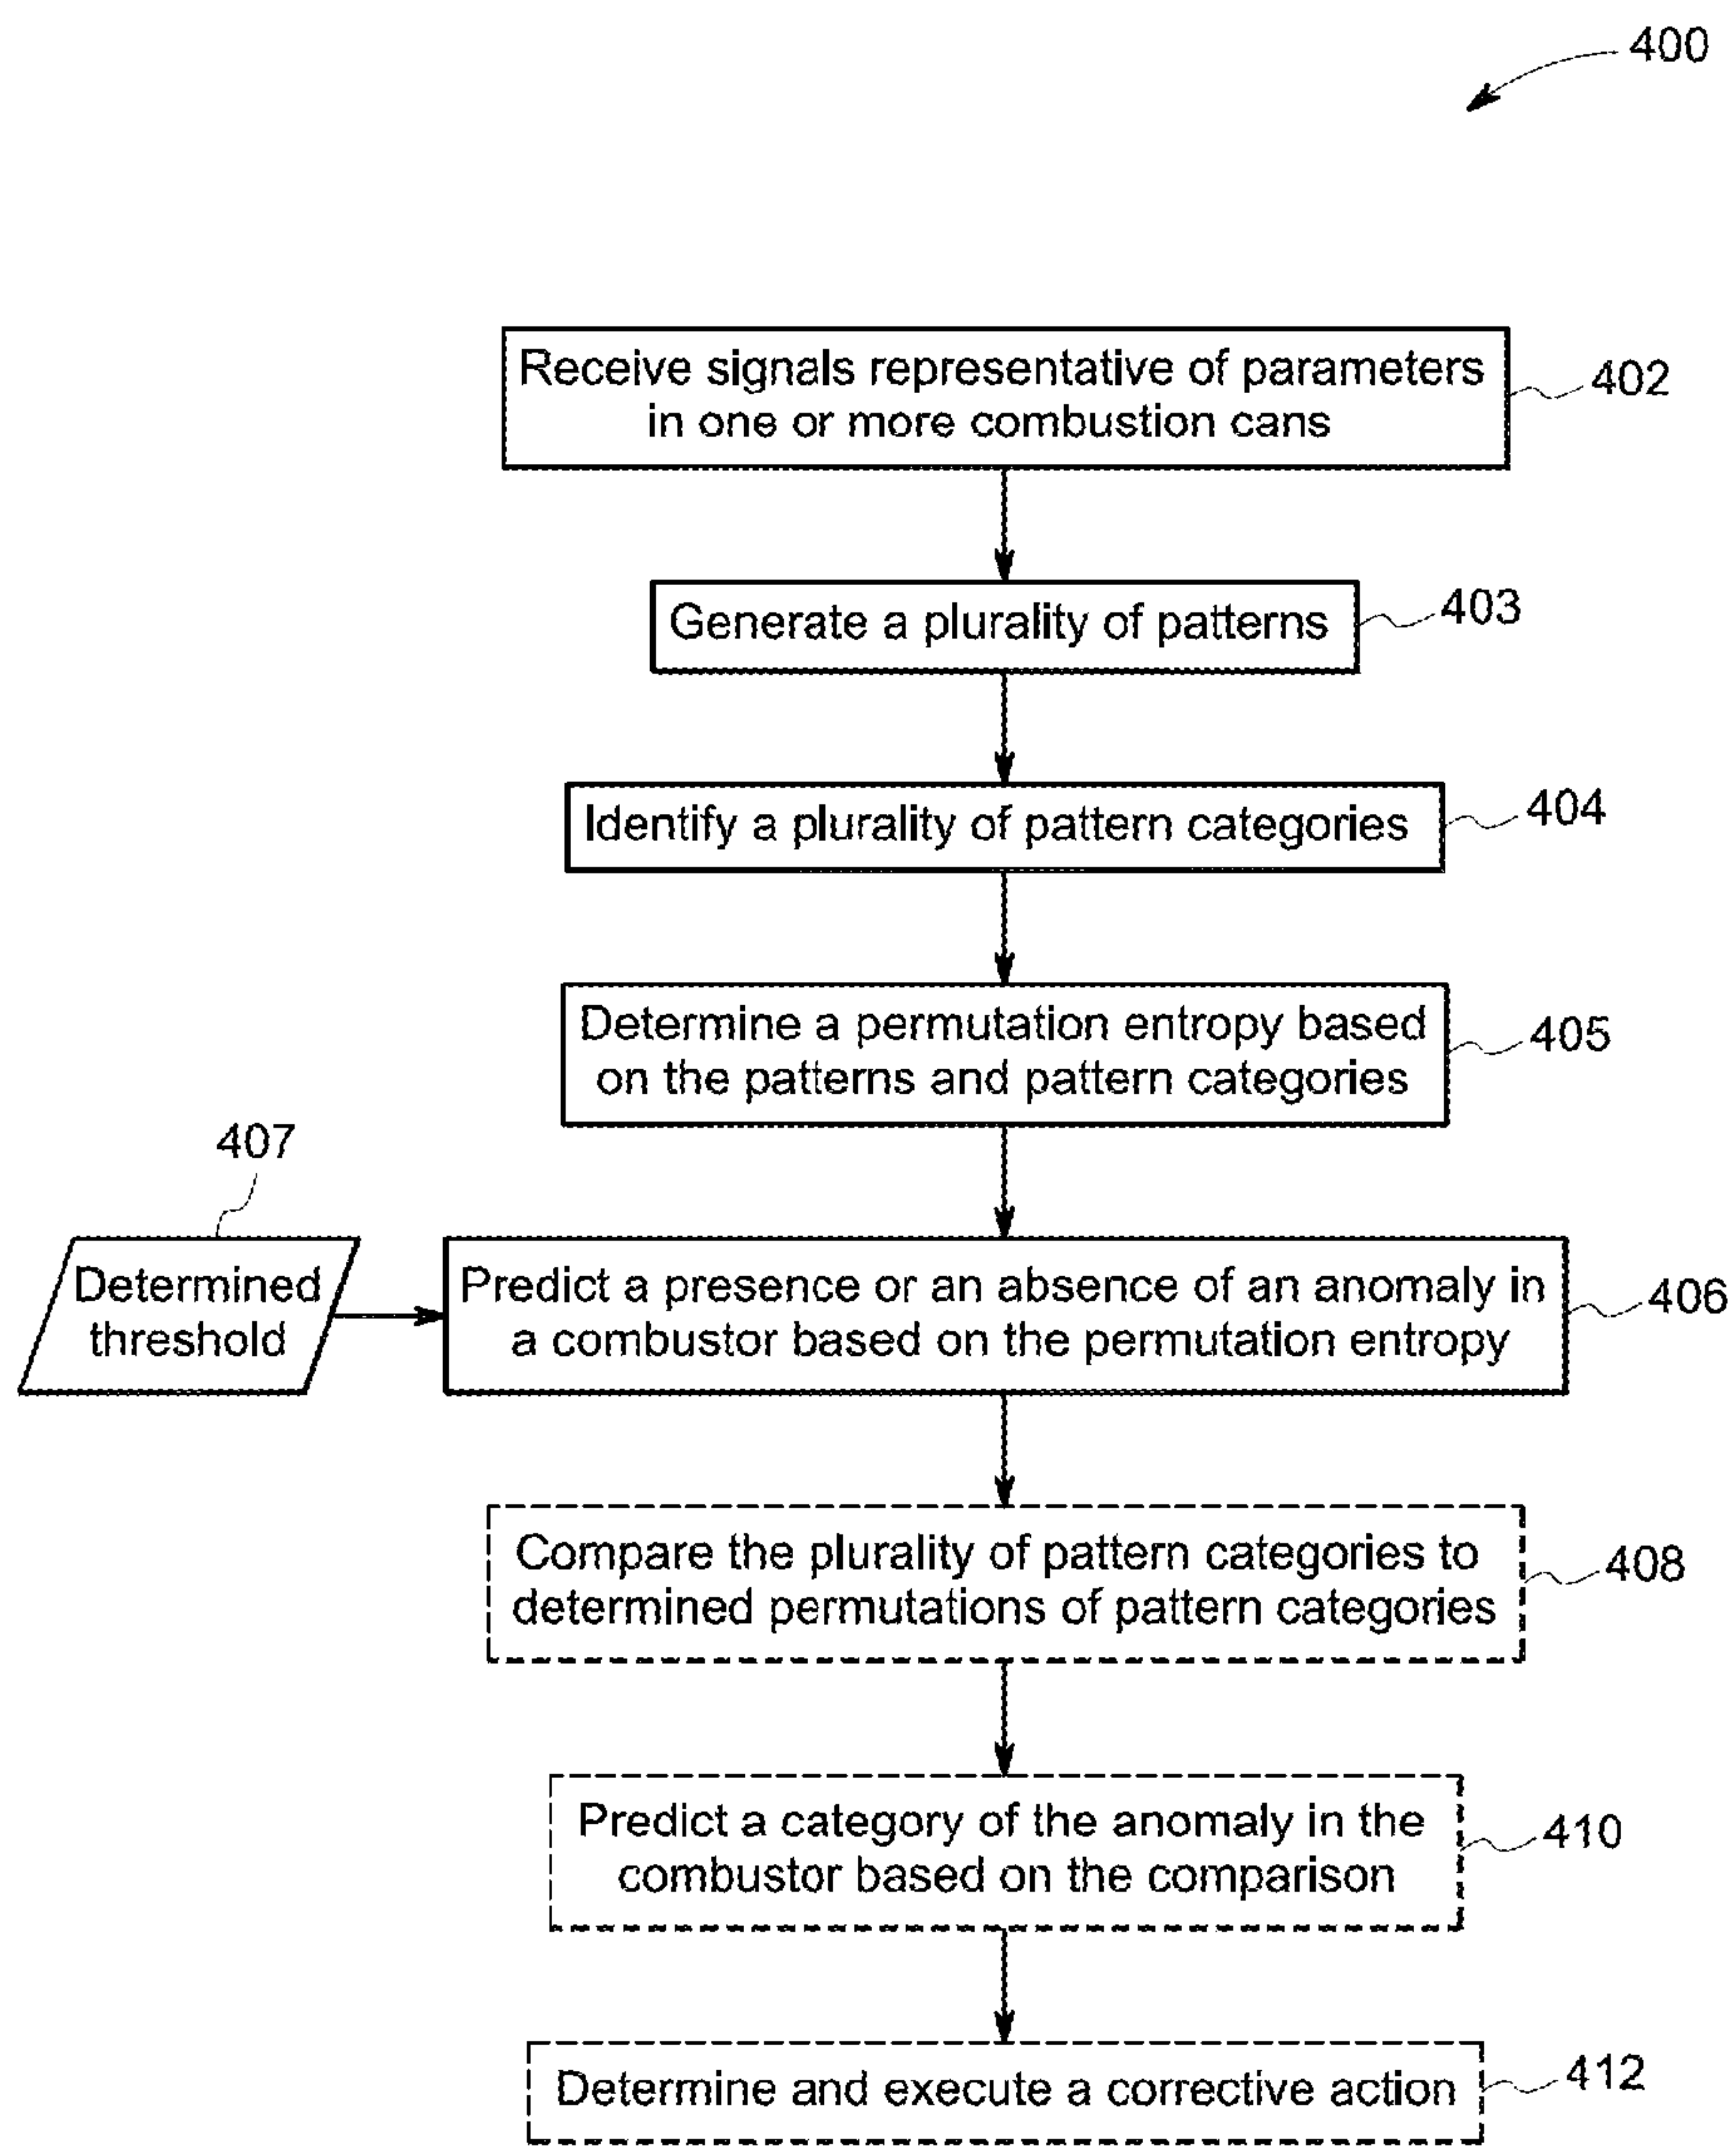 400
Receive signals representative of parameters
in one or more combustion cans
402
Generate a plurality of patterns
403
Identify a plurality of pattern categories
404
Determine a permutation entropy based
on the patterns and pattern categories
405
407
Determined
threshold
Predict a presence or an absence of an anomaly in
a combustor based on the permutation entropy
406
Compare the plurality of pattern categories to
determined permutations of pattern categories
408
Predict a category of the anomaly in the
combustor based on the comparison
410
Determine and execute a corrective action
412